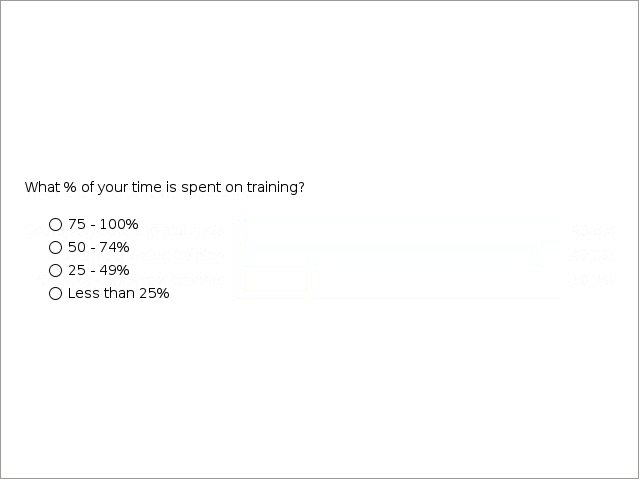 What % of your time is spent on training?
75 - 100%
50 - 74%
25 - 49%
Less than 25%